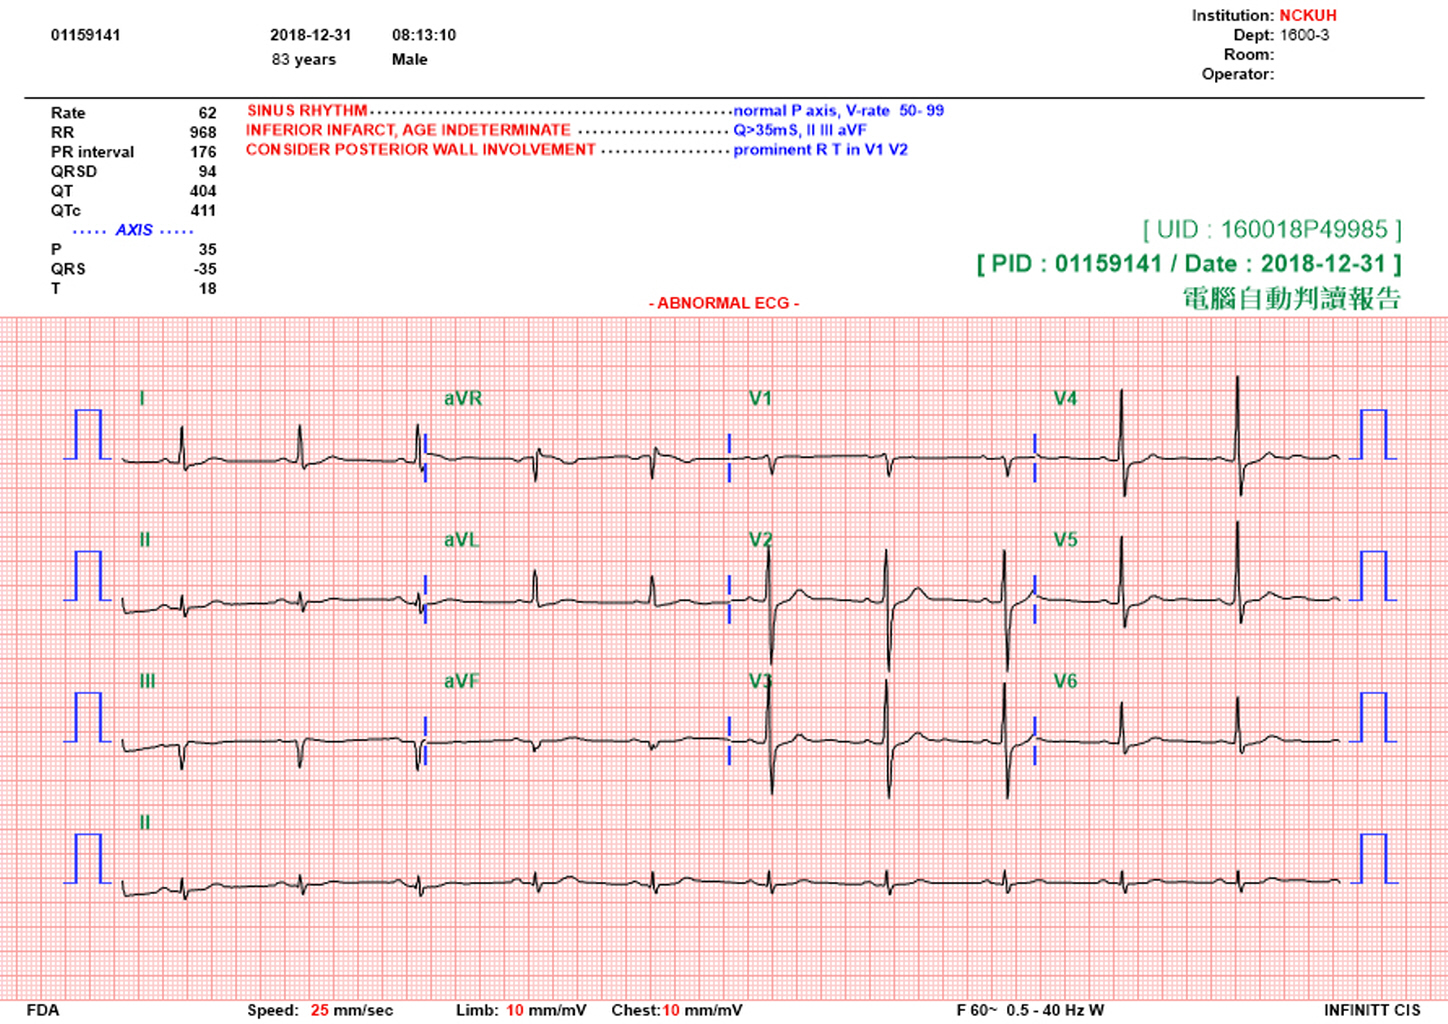 Institution: NCKUH
01159141 2018-12-31 08:13:10 Dept: 1600-3
83 years Male Room:
Operator:
Rate 62 SINUS RHYTHM normal P axis, V-rate 50- 99
RR 968 INFERIOR INFARCT, AGE INDETERMINATE Q>35mS, II III aVF
PR interval 176 CONSIDER POSTERIOR WALL INVOLVEMENT prominent R T in V1 V2
QRSD 94
QT 404
QTc 411
····· AXIS ·····
P 35
QRS -35
T 18
[ UID : 160018P49985 ]
[ PID : 01159141 / Date : 2018-12-31 ]
電腦自動判讀報告
- ABNORMAL ECG -
I aVR V1 V4
II aVL V2 V5
III aVF V3 V6
II
FDA Speed: 25 mm/sec Limb: 10 mm/mV Chest:10 mm/mV F 60~ 0.5 - 40 Hz W INFINITT CIS